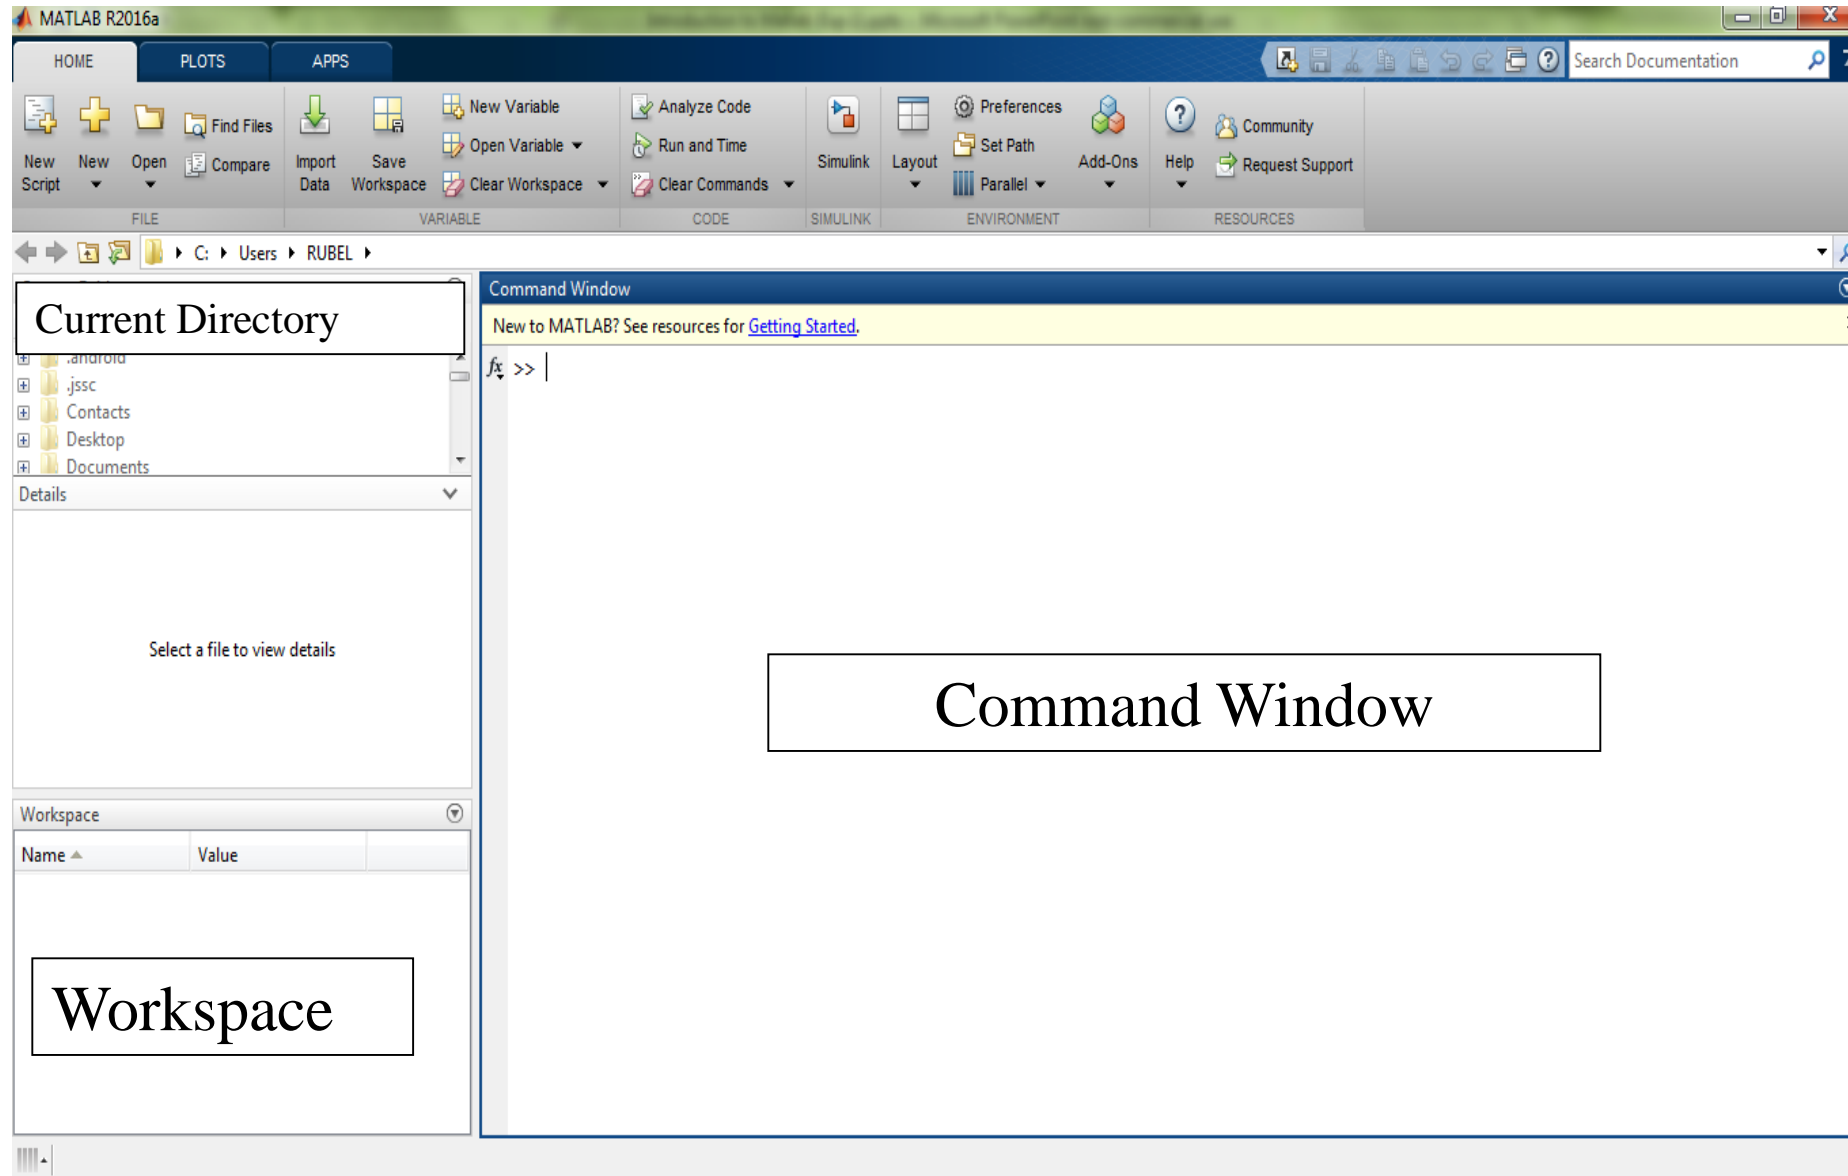 MATLAB R2016a
HOME PLOTS APPS
Search Documentation
New Script
New
Open
Find Files
Compare
Import Data
Save Workspace
New Variable
Open Variable
Clear Workspace
Analyze Code
Run and Time
Clear Commands
Simulink
Layout
Preferences
Set Path
Parallel
Add-Ons
Help
Community
Request Support
FILE VARIABLE CODE SIMULINK ENVIRONMENT RESOURCES
C: Users RUBEL
Current Directory
.android
.jssc
Contacts
Desktop
Documents
Details
Select a file to view details
Workspace
Name Value
Workspace
Command Window
New to MATLAB? See resources for Getting Started.
fx >>
Command Window